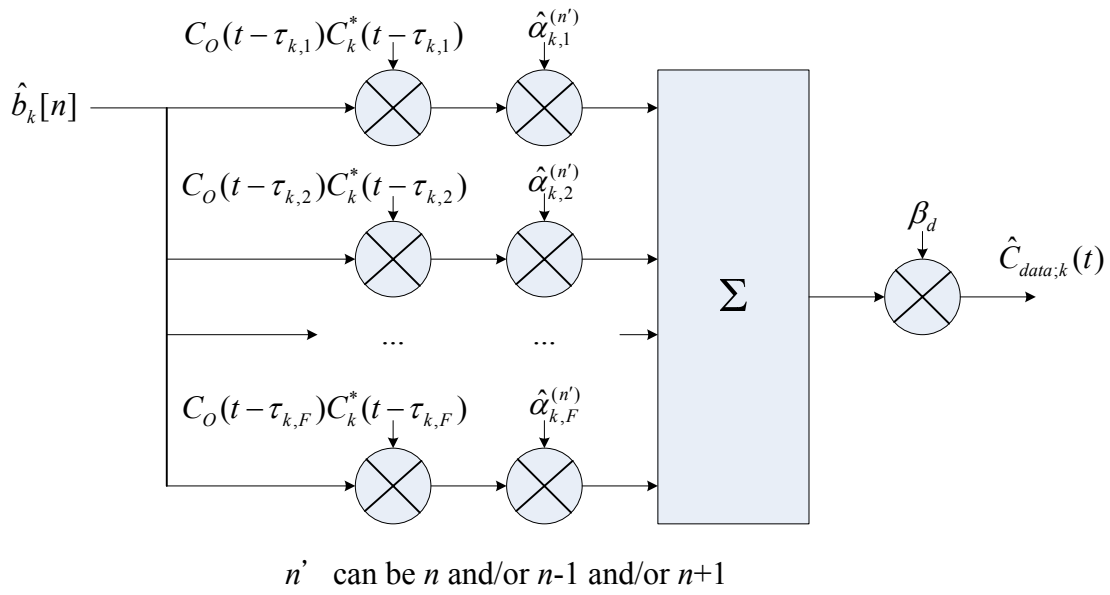 C_O(t−τ_{k,1})C_k^*(t−τ_{k,1}) α̂_{k,1}^{(n')}
b̂_k[n]
C_O(t−τ_{k,2})C_k^*(t−τ_{k,2}) α̂_{k,2}^{(n')}
β_d
Ĉ_{data;k}(t)
Σ
... ...
C_O(t−τ_{k,F})C_k^*(t−τ_{k,F}) α̂_{k,F}^{(n')}
n’ can be n and/or n-1 and/or n+1